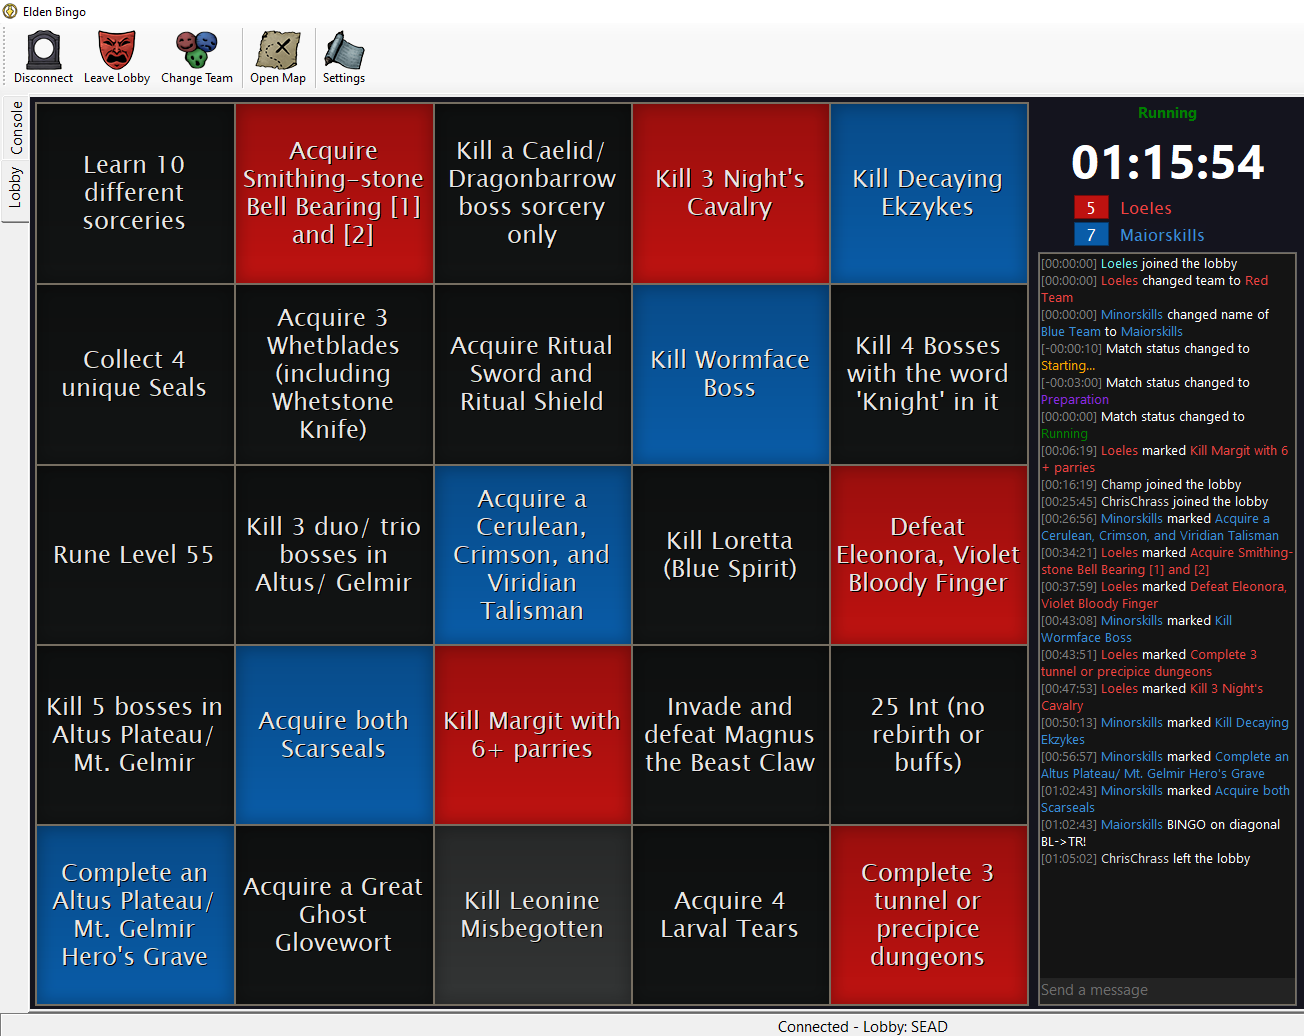 Elden Bingo
Disconnect
Leave Lobby
Change Team
Open Map
Settings
Console
Lobby
Learn 10
different
sorceries
Acquire
Smithing-stone
Bell Bearing [1]
and [2]
Kill a Caelid/
Dragonbarrow
boss sorcery
only
Kill 3 Night's
Cavalry
Kill Decaying
Ekzykes
Collect 4
unique Seals
Acquire 3
Whetblades
(including
Whetstone
Knife)
Acquire Ritual
Sword and
Ritual Shield
Kill Wormface
Boss
Kill 4 Bosses
with the word
'Knight' in it
Rune Level 55
Kill 3 duo/ trio
bosses in
Altus/ Gelmir
Acquire a
Cerulean,
Crimson, and
Viridian
Talisman
Kill Loretta
(Blue Spirit)
Defeat
Eleonora, Violet
Bloody Finger
Kill 5 bosses in
Altus Plateau/
Mt. Gelmir
Acquire both
Scarseals
Kill Margit with
6+ parries
Invade and
defeat Magnus
the Beast Claw
25 Int (no
rebirth or
buffs)
Complete an
Altus Plateau/
Mt. Gelmir
Hero's Grave
Acquire a Great
Ghost
Glovewort
Kill Leonine
Misbegotten
Acquire 4
Larval Tears
Complete 3
tunnel or
precipice
dungeons
Running
01:15:54
5 Loeles
7 Maiorskills
[00:00:00] Loeles joined the lobby
[00:00:00] Loeles changed team to Red
Team
[00:00:00] Minorskills changed name of
Blue Team to Maiorskills
[-00:00:10] Match status changed to
Starting...
[-00:03:00] Match status changed to
Preparation
[00:00:00] Match status changed to
Running
[00:06:19] Loeles marked Kill Margit with 6
+ parries
[00:16:19] Champ joined the lobby
[00:25:45] ChrisChrass joined the lobby
[00:26:56] Minorskills marked Acquire a
Cerulean, Crimson, and Viridian Talisman
[00:34:21] Loeles marked Acquire Smithing-
stone Bell Bearing [1] and [2]
[00:37:59] Loeles marked Defeat Eleonora,
Violet Bloody Finger
[00:43:08] Minorskills marked Kill
Wormface Boss
[00:43:51] Loeles marked Complete 3
tunnel or precipice dungeons
[00:47:53] Loeles marked Kill 3 Night's
Cavalry
[00:50:13] Minorskills marked Kill Decaying
Ekzykes
[00:56:57] Minorskills marked Complete an
Altus Plateau/ Mt. Gelmir Hero's Grave
[01:02:43] Minorskills marked Acquire both
Scarseals
[01:02:43] Maiorskills BINGO on diagonal
BL->TR!
[01:05:02] ChrisChrass left the lobby
Send a message
Connected - Lobby: SEAD